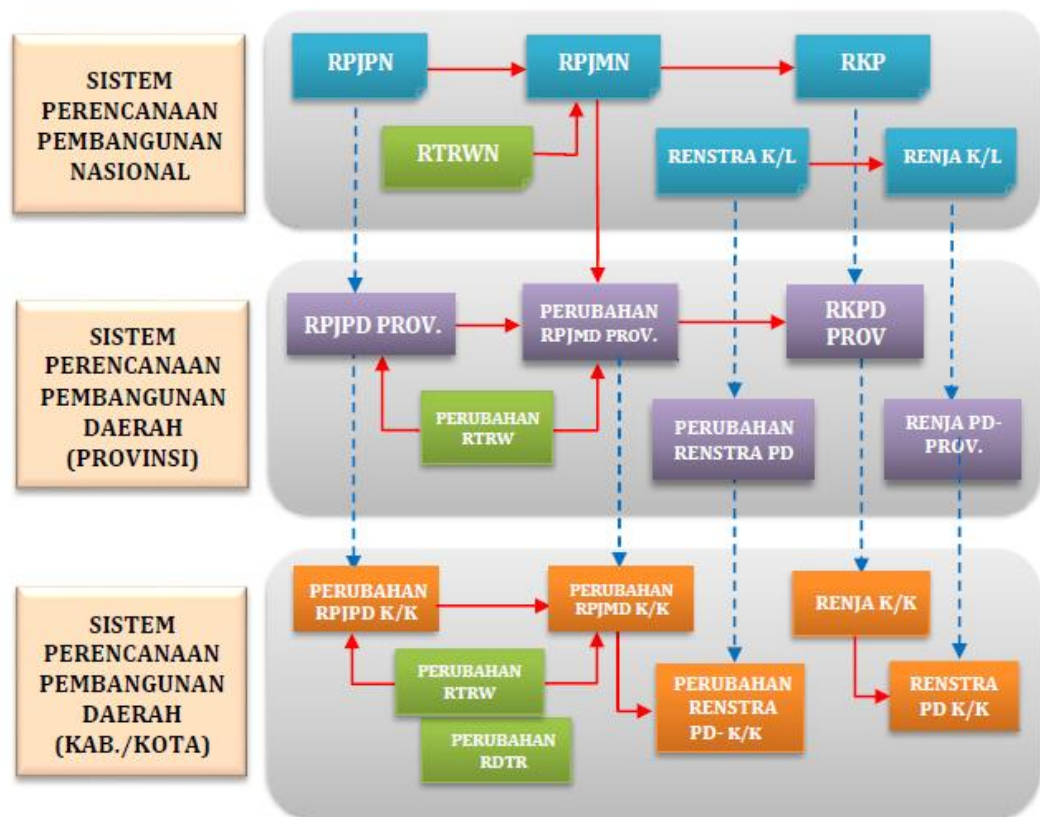 SISTEM
PERENCANAAN
PEMBANGUNAN
NASIONAL
RPJPN
RPJMN
RKP
RTRWN
RENSTRA K/L
RENJA K/L
SISTEM
PERENCANAAN
PEMBANGUNAN
DAERAH
(PROVINSI)
RPJPD PROV.
PERUBAHAN
RPJMD PROV.
RKPD
PROV
PERUBAHAN
RTRW
PERUBAHAN
RENSTRA PD
RENJA PD-
PROV.
SISTEM
PERENCANAAN
PEMBANGUNAN
DAERAH
(KAB./KOTA)
PERUBAHAN
RPJPD K/K
PERUBAHAN
RPJMD K/K
RENJA K/K
PERUBAHAN
RTRW
PERUBAHAN
RENSTRA
PD- K/K
RENSTRA
PD K/K
PERUBAHAN
RDTR